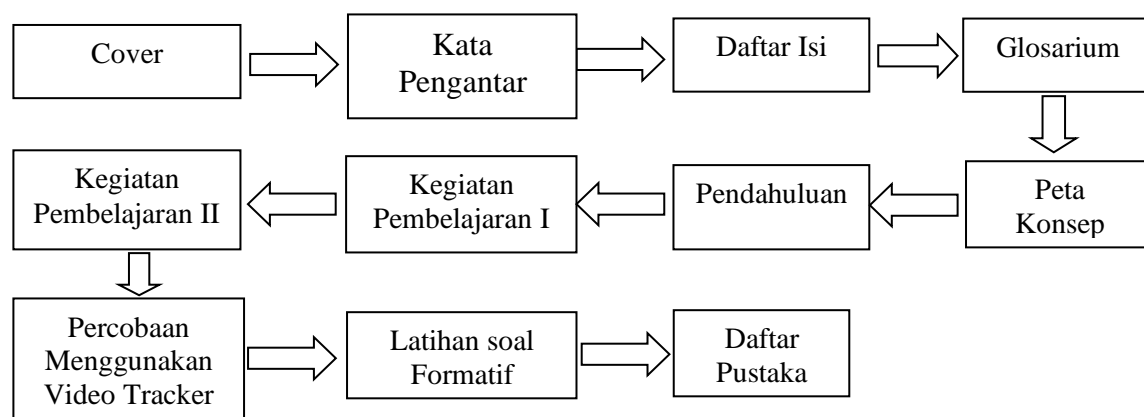 Cover
Kata
Pengantar
Daftar Isi
Glosarium
Peta
Konsep
Pendahuluan
Kegiatan
Pembelajaran I
Kegiatan
Pembelajaran II
Percobaan
Menggunakan
Video Tracker
Latihan soal
Formatif
Daftar
Pustaka